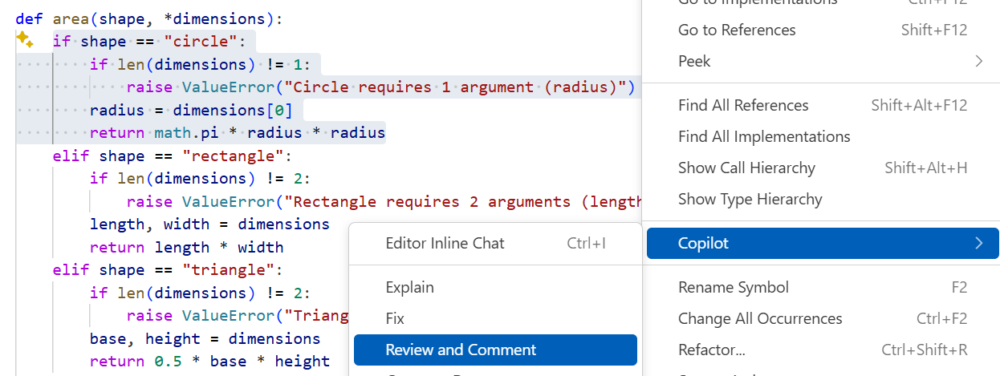 def area(shape, *dimensions):
if shape == "circle":
if len(dimensions) != 1:
raise ValueError("Circle requires 1 argument (radius)")
radius = dimensions[0]
return math.pi * radius * radius
elif shape == "rectangle":
if len(dimensions) != 2:
raise ValueError("Rectangle requires 2 arguments (length
length, width = dimensions
return length * width
elif shape == "triangle":
if len(dimensions) != 2:
raise ValueError("Triang
base, height = dimensions
return 0.5 * base * height
Editor Inline Chat Ctrl+I
Explain
Fix
Review and Comment
Go to Implementations Ctrl+F12
Go to References Shift+F12
Peek
Find All References Shift+Alt+F12
Find All Implementations
Show Call Hierarchy Shift+Alt+H
Show Type Hierarchy
Copilot
Rename Symbol F2
Change All Occurrences Ctrl+F2
Refactor... Ctrl+Shift+R